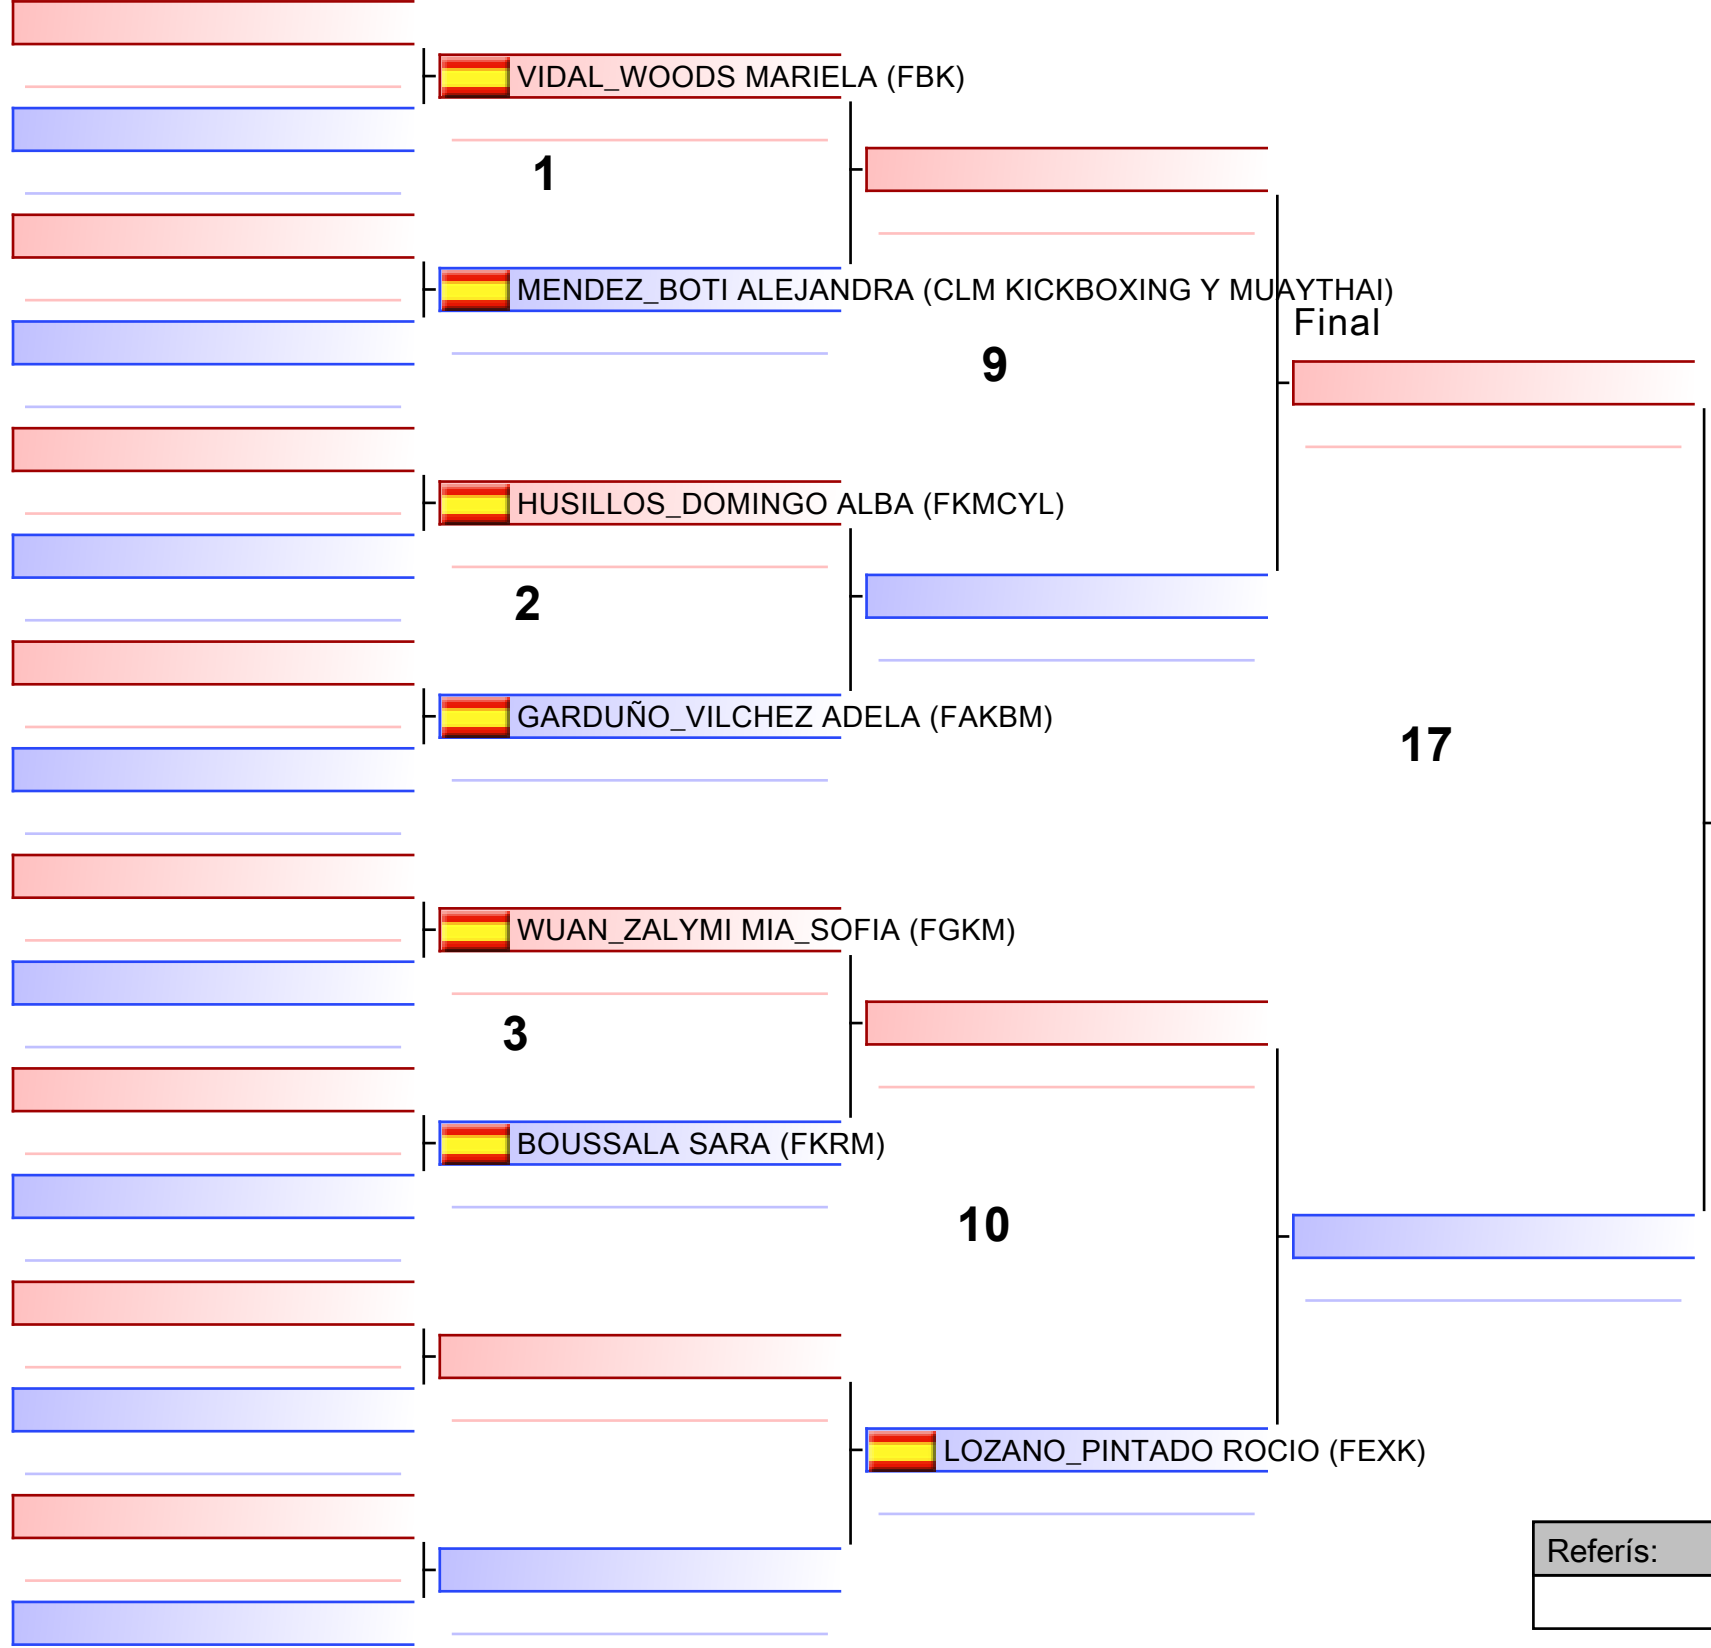 VIDAL_WOODS MARIELA (FBK)
1
MENDEZ_BOTI ALEJANDRA (CLM KICKBOXING Y MUAYTHAI)
Final
9
HUSILLOS_DOMINGO ALBA (FKMCYL)
2
GARDUÑO_VILCHEZ ADELA (FAKBM)
17
WUAN_ZALYMI MIA_SOFIA (FGKM)
3
BOUSSALA SARA (FKRM)
10
LOZANO_PINTADO ROCIO (FEXK)
Referís: